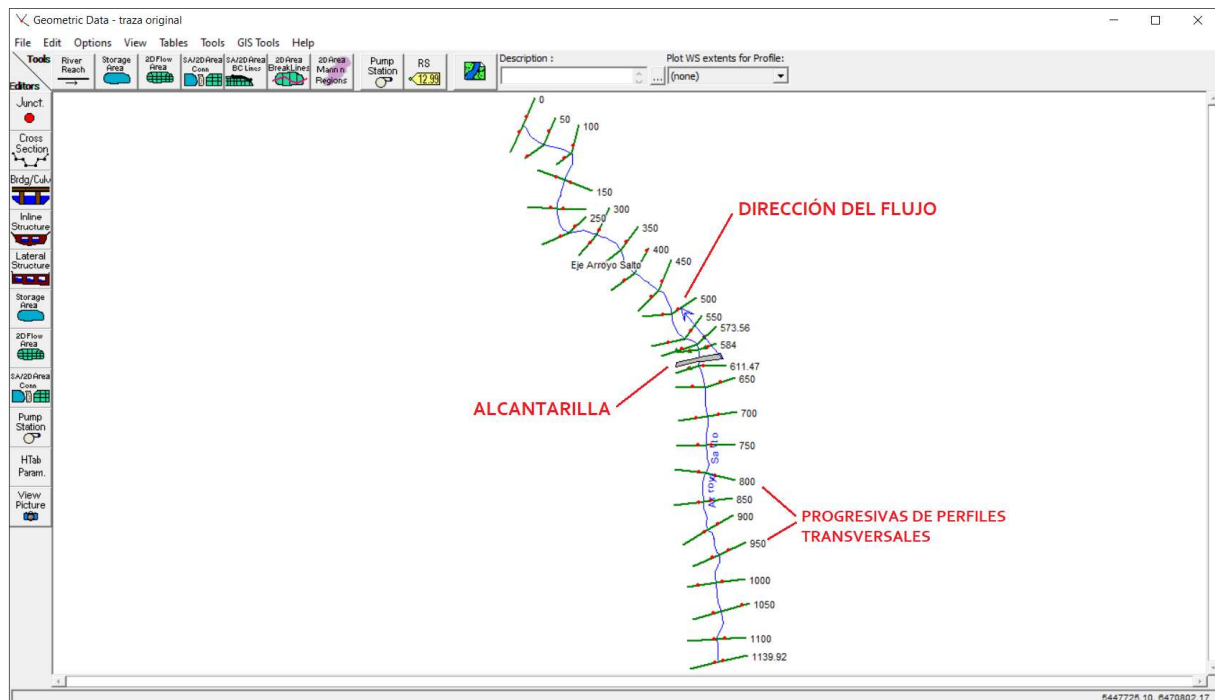 Geometric Data - traza original
File Edit Options View Tables Tools GIS Tools Help
Tools
Editors
River
Reach
Storage
Area
2D Flow
Area
SA/2D Area
Conn
SA/2D Area
BC Lines
2D Area
BreakLines
2D Area
Mann n
Regions
Pump
Station
RS
12.99
Description :
...
Plot WS extents for Profile:
(none)
Junct.
Cross
Section
Brdg/Culv
Inline
Structure
Lateral
Structure
Storage
Area
2D Flow
Area
SA/2D Area
Conn
Pump
Station
HTab
Param.
View
Picture
0
50
100
150
300
250
350
400
Eje Arroyo Salto
450
500
550
573.56
584
611.47
650
700
750
800
850
900
950
1000
1050
1100
1139.92
Arroyo Salto
DIRECCIÓN DEL FLUJO
ALCANTARILLA
PROGRESIVAS DE PERFILES
TRANSVERSALES
5447726.10, 6470802.17